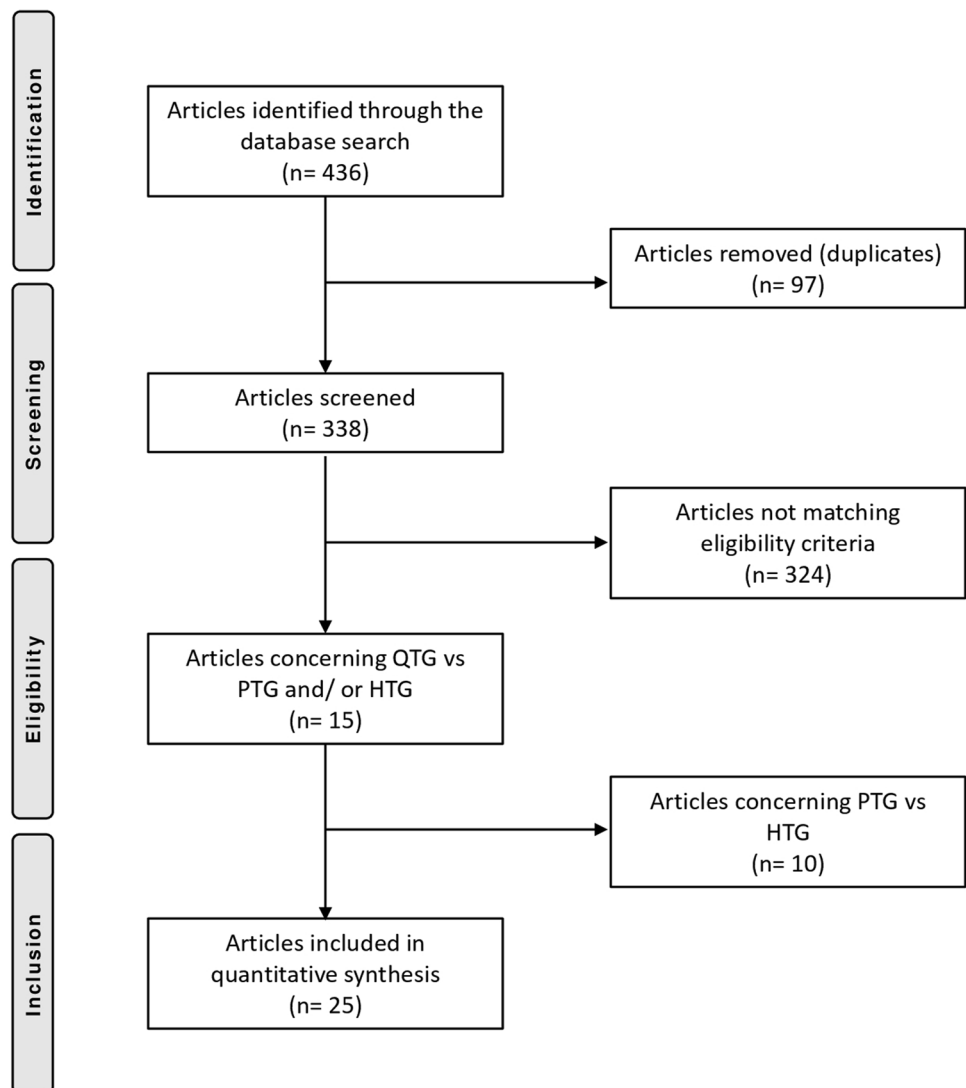 Identification
Articles identified through the
database search
(n= 436)
Articles removed (duplicates)
(n= 97)
Screening
Articles screened
(n= 338)
Articles not matching
eligibility criteria
(n= 324)
Eligibility
Articles concerning QTG vs
PTG and/ or HTG
(n= 15)
Articles concerning PTG vs
HTG
(n= 10)
Inclusion
Articles included in
quantitative synthesis
(n= 25)